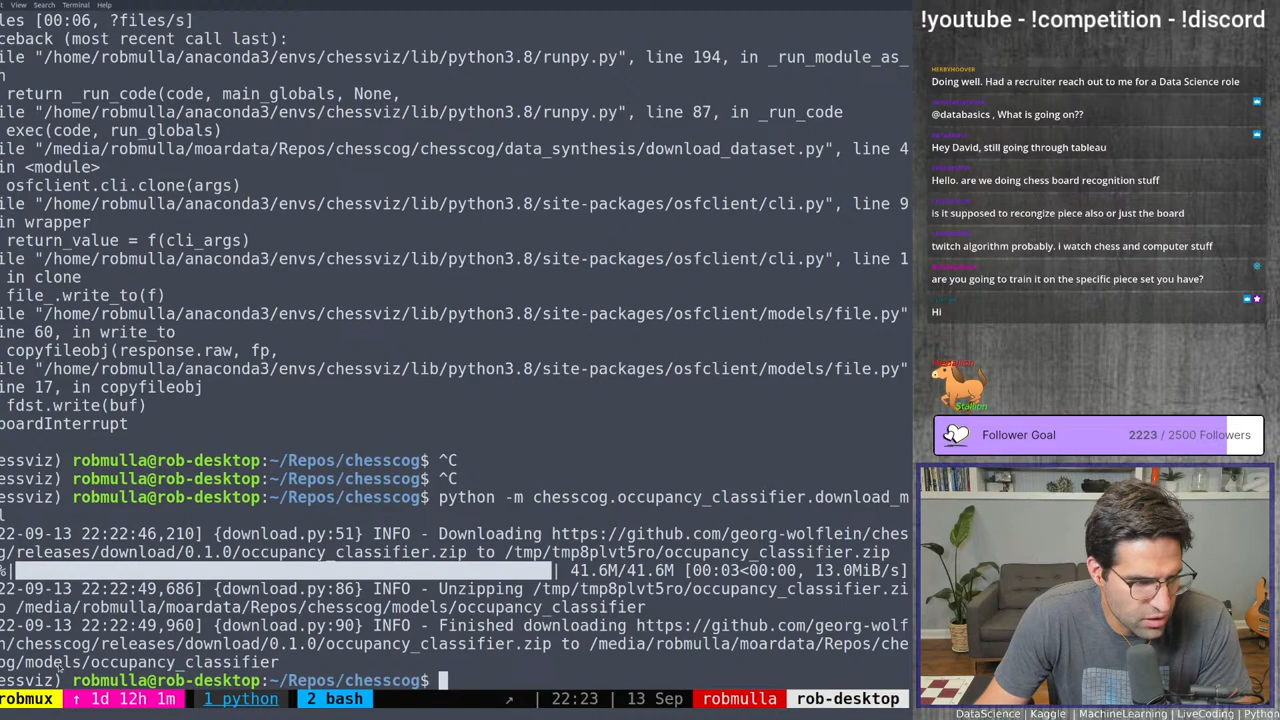 st View Search Terminal Help
les [00:06, ?files/s]
ceback (most recent call last):
ile "/home/robmulla/anaconda3/envs/chessviz/lib/python3.8/runpy.py", line 194, in _run_module_as_
n
return _run_code(code, main_globals, None,
ile "/home/robmulla/anaconda3/envs/chessviz/lib/python3.8/runpy.py", line 87, in _run_code
exec(code, run_globals)
ile "/media/robmulla/moardata/Repos/chesscog/chesscog/data_synthesis/download_dataset.py", line 4
in <module>
osfclient.cli.clone(args)
ile "/home/robmulla/anaconda3/envs/chessviz/lib/python3.8/site-packages/osfclient/cli.py", line 9
in wrapper
return_value = f(cli_args)
ile "/home/robmulla/anaconda3/envs/chessviz/lib/python3.8/site-packages/osfclient/cli.py", line 1
in clone
file_.write_to(f)
ile "/home/robmulla/anaconda3/envs/chessviz/lib/python3.8/site-packages/osfclient/models/file.py"
ine 60, in write_to
copyfileobj(response.raw, fp,
ile "/home/robmulla/anaconda3/envs/chessviz/lib/python3.8/site-packages/osfclient/models/file.py"
ine 17, in copyfileobj
fdst.write(buf)
boardInterrupt
essviz) robmulla@rob-desktop:~/Repos/chesscog$ ^C
essviz) robmulla@rob-desktop:~/Repos/chesscog$ ^C
essviz) robmulla@rob-desktop:~/Repos/chesscog$ python -m chesscog.occupancy_classifier.download_m
l
22-09-13 22:22:46,210] {download.py:51} INFO - Downloading https://github.com/georg-wolflein/ches
g/releases/download/0.1.0/occupancy_classifier.zip to /tmp/tmp8plvt5ro/occupancy_classifier.zip
%| | 41.6M/41.6M [00:03<00:00, 13.0MiB/s]
22-09-13 22:22:49,686] {download.py:86} INFO - Unzipping /tmp/tmp8plvt5ro/occupancy_classifier.zi
o /media/robmulla/moardata/Repos/chesscog/models/occupancy_classifier
22-09-13 22:22:49,960] {download.py:90} INFO - Finished downloading https://github.com/georg-wolf
n/chesscog/releases/download/0.1.0/occupancy_classifier.zip to /media/robmulla/moardata/Repos/che
og/models/occupancy_classifier
essviz) robmulla@rob-desktop:~/Repos/chesscog$
robmux ↑ 1d 12h 1m 1 python 2 bash ↗ | 22:23 | 13 Sep robmulla rob-desktop
!youtube - !competition - !discord
HERBYHOOVER
Doing well. Had a recruiter reach out to me for a Data Science role
@databasics , What is going on??
Hey David, still going through tableau
Hello. are we doing chess board recognition stuff
is it supposed to recongize piece also or just the board
twitch algorithm probably. i watch chess and computer stuff
are you going to train it on the specific piece set you have?
Hi
Stallion
Follower Goal 2223 / 2500 Followers
DataScience | Kaggle | MachineLearning | LiveCoding | Python